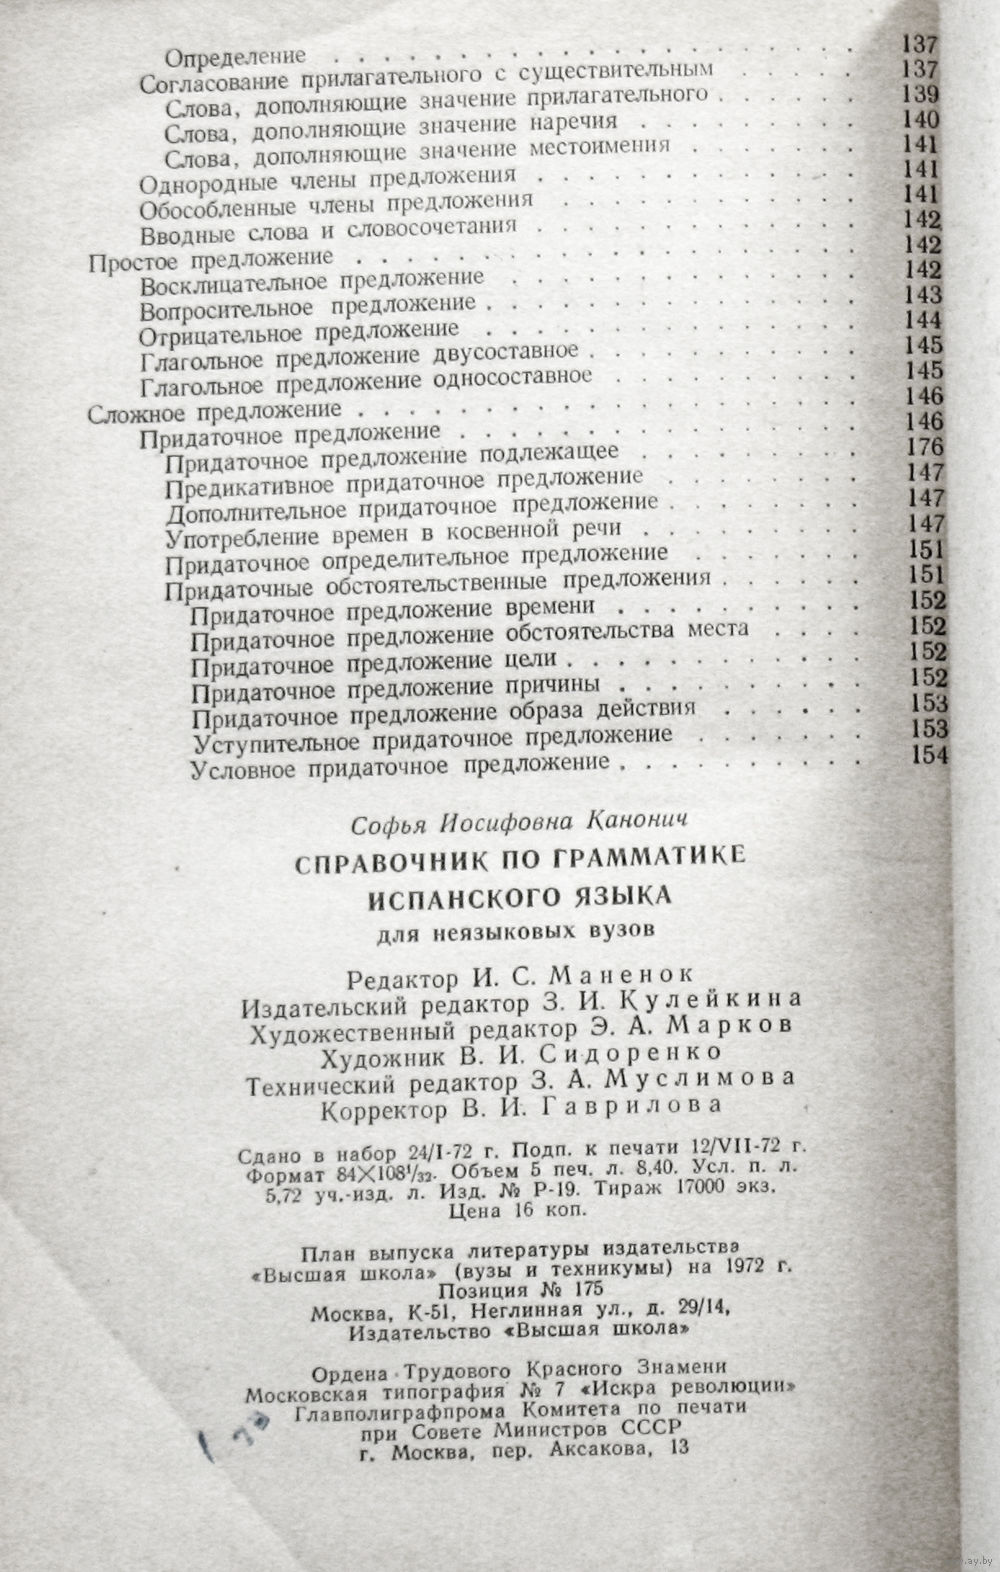 Определение . . . . . . . . . . . . . . . . . . . . 137
Согласование прилагательного с существительным . . . . . 137
Слова, дополняющие значение прилагательного . . . . . . 139
Слова, дополняющие значение наречия . . . . . . . . . 140
Слова, дополняющие значение местоимения . . . . . . . 141
Однородные члены предложения . . . . . . . . . . . . . 141
Обособленные члены предложения . . . . . . . . . . . . 141
Вводные слова и словосочетания . . . . . . . . . . . . . 142
Простое предложение . . . . . . . . . . . . . . . . . . . 142
Восклицательное предложение . . . . . . . . . . . . . . 142
Вопросительное предложение . . . . . . . . . . . . . . . 143
Отрицательное предложение . . . . . . . . . . . . . . . 144
Глагольное предложение двусоставное . . . . . . . . . . . 145
Глагольное предложение односоставное . . . . . . . . . . 145
Сложное предложение . . . . . . . . . . . . . . . . . . . 146
Придаточное предложение . . . . . . . . . . . . . . . . 146
Придаточное предложение подлежащее . . . . . . . . . 176
Предикативное придаточное предложение . . . . . . . . 147
Дополнительное придаточное предложение . . . . . . . . 147
Употребление времен в косвенной речи . . . . . . . . . 147
Придаточное определительное предложение . . . . . . . 151
Придаточные обстоятельственные предложения . . . . . . 151
Придаточное предложение времени . . . . . . . . . . 152
Придаточное предложение обстоятельства места . . . . 152
Придаточное предложение цели . . . . . . . . . . . . 152
Придаточное предложение причины . . . . . . . . . . 152
Придаточное предложение образа действия . . . . . . 153
Уступительное придаточное предложение . . . . . . . 153
Условное придаточное предложение . . . . . . . . . . 154
Софья Иосифовна Канонич
СПРАВОЧНИК ПО ГРАММАТИКЕ
ИСПАНСКОГО ЯЗЫКА
для неязыковых вузов
Редактор И. С. Маненок
Издательский редактор З. И. Кулейкина
Художественный редактор Э. А. Марков
Художник В. И. Сидоренко
Технический редактор З. А. Муслимова
Корректор В. И. Гаврилова
Сдано в набор 24/I-72 г. Подп. к печати 12/VII-72 г.
Формат 84X108¹/₃₂. Объем 5 печ. л. 8,40. Усл. п. л.
5,72 уч.-изд. л. Изд. № Р-19. Тираж 17000 экз.
Цена 16 коп.
План выпуска литературы издательства
«Высшая школа» (вузы и техникумы) на 1972 г.
Позиция № 175
Москва, К-51, Неглинная ул., д. 29/14,
Издательство «Высшая школа»
Ордена Трудового Красного Знамени
Московская типография № 7 «Искра революции»
Главполиграфпрома Комитета по печати
при Совете Министров СССР
г. Москва, пер. Аксакова, 13
.ay.by